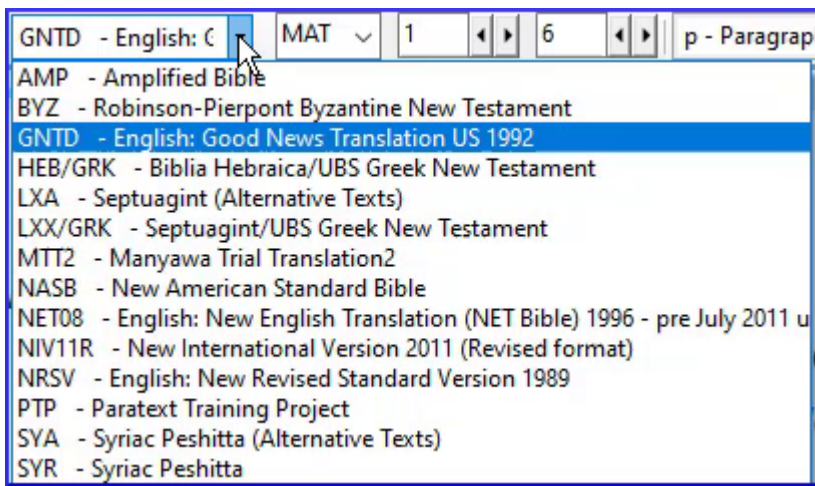 GNTD - English: G MAT 1 6 p - Paragrap
AMP - Amplified Bible
BYZ - Robinson-Pierpont Byzantine New Testament
GNTD - English: Good News Translation US 1992
HEB/GRK - Biblia Hebraica/UBS Greek New Testament
LXA - Septuagint (Alternative Texts)
LXX/GRK - Septuagint/UBS Greek New Testament
MTT2 - Manyawa Trial Translation2
NASB - New American Standard Bible
NET08 - English: New English Translation (NET Bible) 1996 - pre July 2011 u
NIV11R - New International Version 2011 (Revised format)
NRSV - English: New Revised Standard Version 1989
PTP - Paratext Training Project
SYA - Syriac Peshitta (Alternative Texts)
SYR - Syriac Peshitta